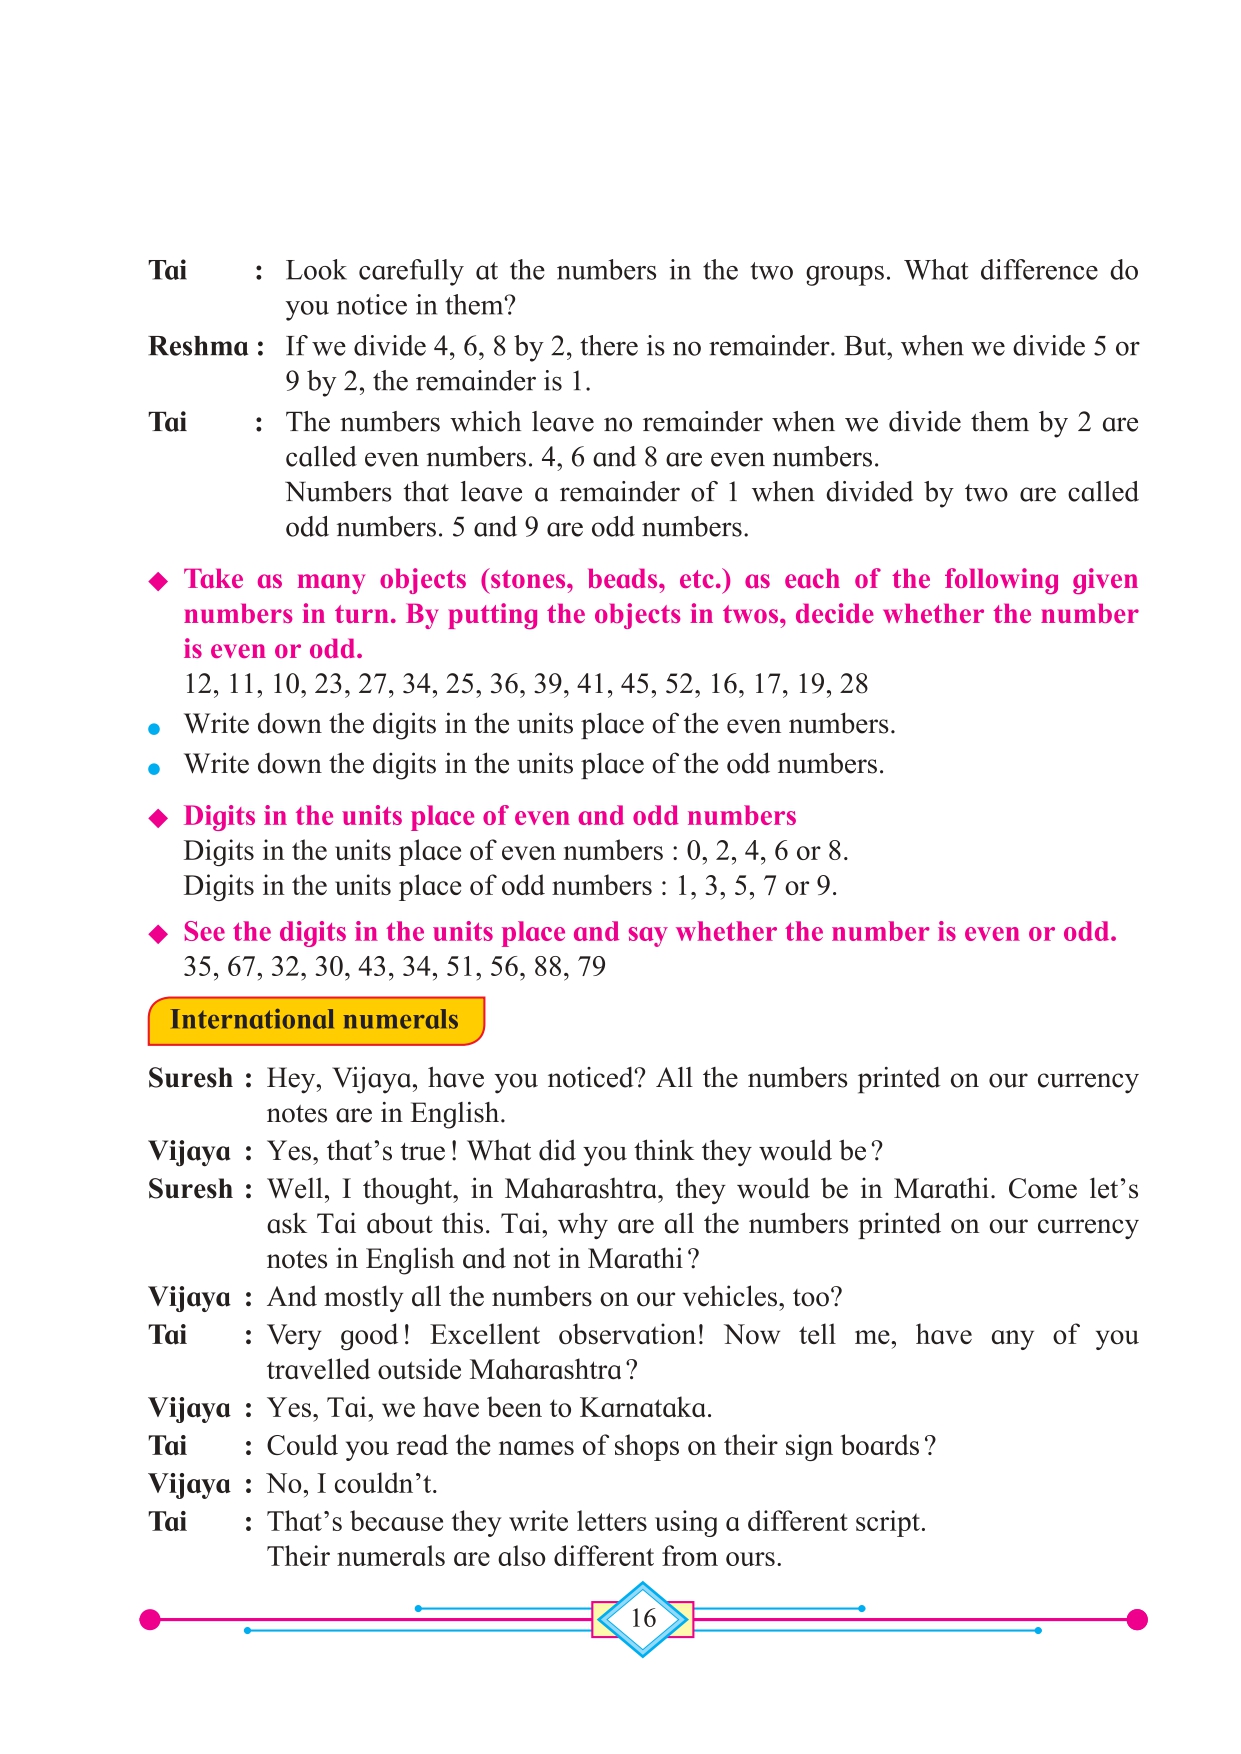 Tai : Look carefully at the numbers in the two groups. What difference do
you notice in them?
Reshma : If we divide 4, 6, 8 by 2, there is no remainder. But, when we divide 5 or
9 by 2, the remainder is 1.
Tai : The numbers which leave no remainder when we divide them by 2 are
called even numbers. 4, 6 and 8 are even numbers.
Numbers that leave a remainder of 1 when divided by two are called
odd numbers. 5 and 9 are odd numbers.
◆ Take as many objects (stones, beads, etc.) as each of the following given
numbers in turn. By putting the objects in twos, decide whether the number
is even or odd.
12, 11, 10, 23, 27, 34, 25, 36, 39, 41, 45, 52, 16, 17, 19, 28
● Write down the digits in the units place of the even numbers.
● Write down the digits in the units place of the odd numbers.
◆ Digits in the units place of even and odd numbers
Digits in the units place of even numbers : 0, 2, 4, 6 or 8.
Digits in the units place of odd numbers : 1, 3, 5, 7 or 9.
◆ See the digits in the units place and say whether the number is even or odd.
35, 67, 32, 30, 43, 34, 51, 56, 88, 79
International numerals
Suresh : Hey, Vijaya, have you noticed? All the numbers printed on our currency
notes are in English.
Vijaya : Yes, that’s true! What did you think they would be?
Suresh : Well, I thought, in Maharashtra, they would be in Marathi. Come let’s
ask Tai about this. Tai, why are all the numbers printed on our currency
notes in English and not in Marathi?
Vijaya : And mostly all the numbers on our vehicles, too?
Tai : Very good! Excellent observation! Now tell me, have any of you
travelled outside Maharashtra?
Vijaya : Yes, Tai, we have been to Karnataka.
Tai : Could you read the names of shops on their sign boards?
Vijaya : No, I couldn’t.
Tai : That’s because they write letters using a different script.
Their numerals are also different from ours.
16